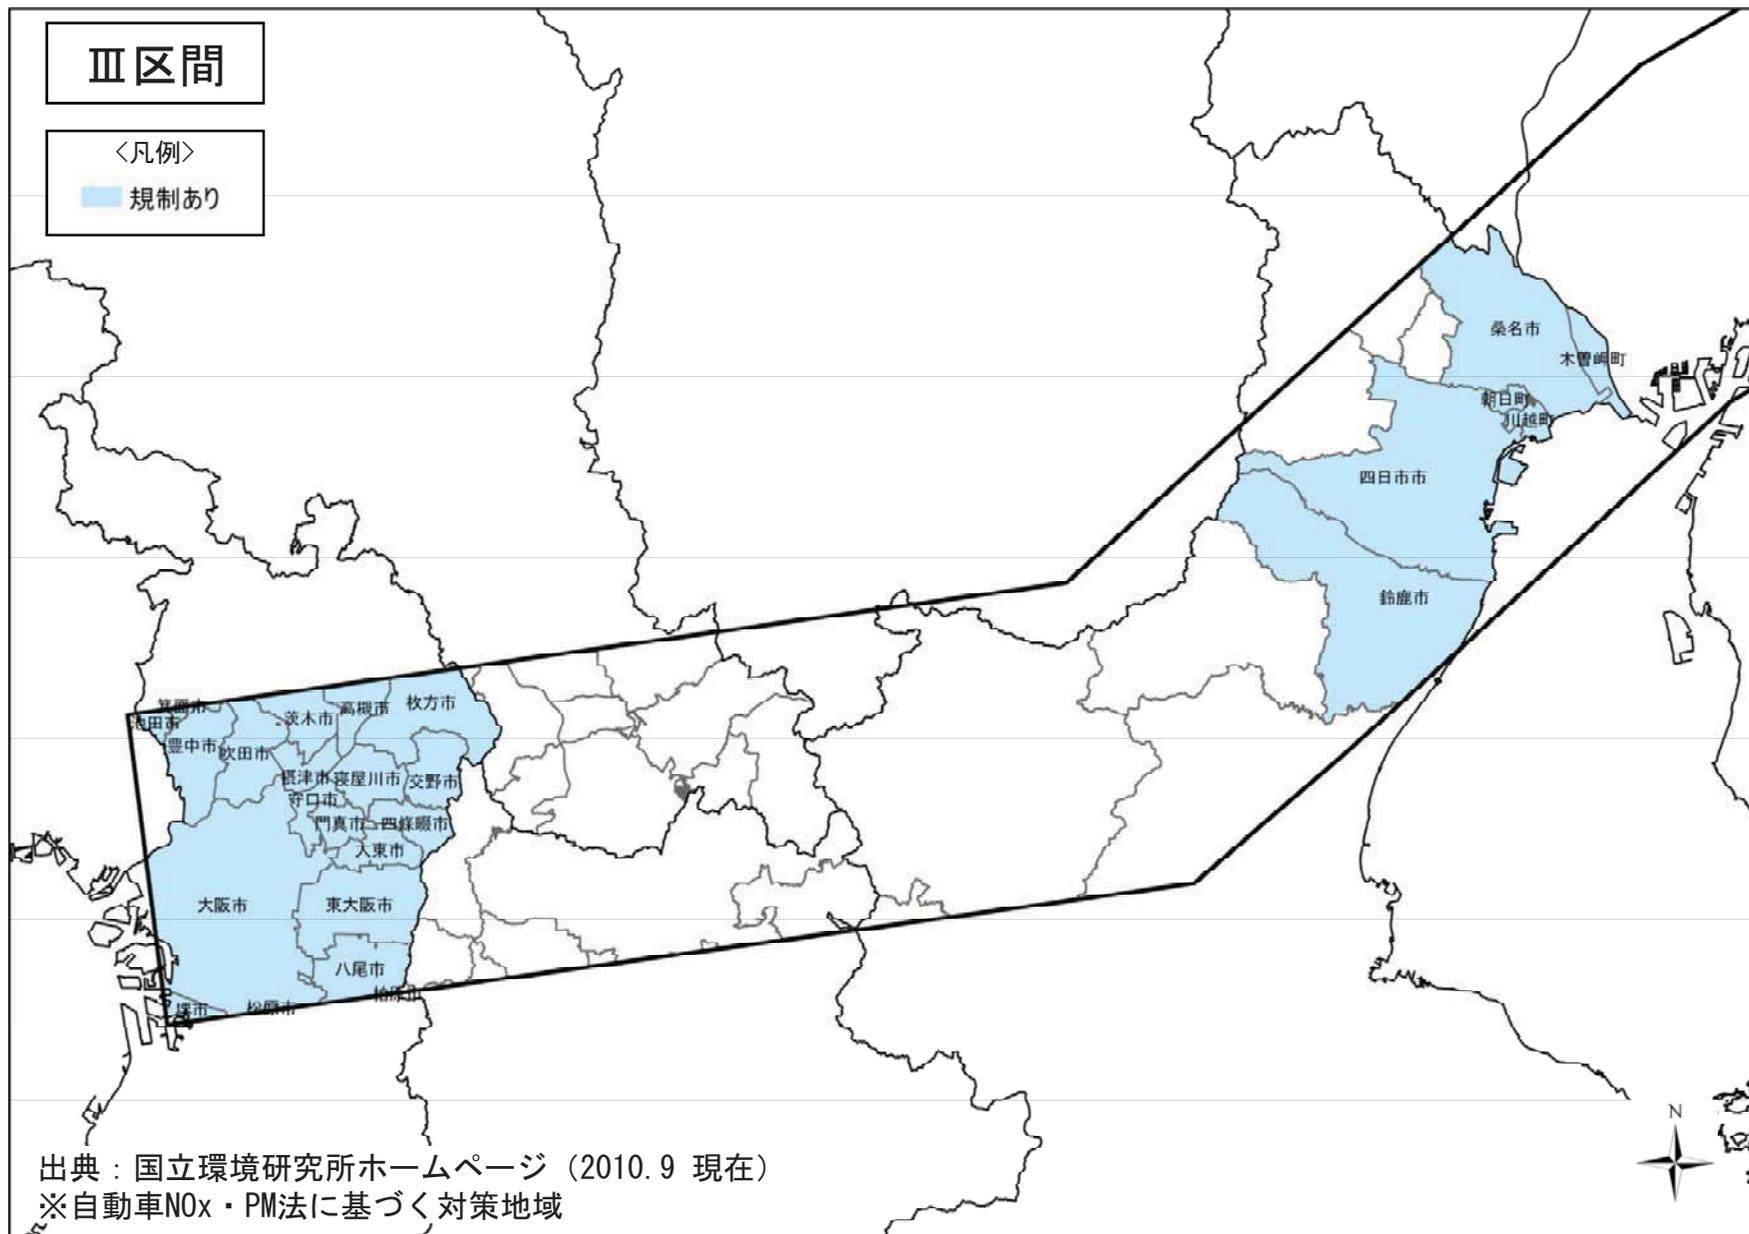 Ⅲ区間
<凡例>
規制あり
桑名市
木曽岬町
朝日町
川越町
四日市市
鈴鹿市
箕面市
池田市
豊中市
吹田市
茨木市
高槻市
枚方市
摂津市
寝屋川市
交野市
守口市
門真市
四條畷市
大東市
大阪市
東大阪市
八尾市
柏原市
堺市
松原市
N
出典：国立環境研究所ホームページ（2010.9 現在）
※自動車NOx・PM法に基づく対策地域